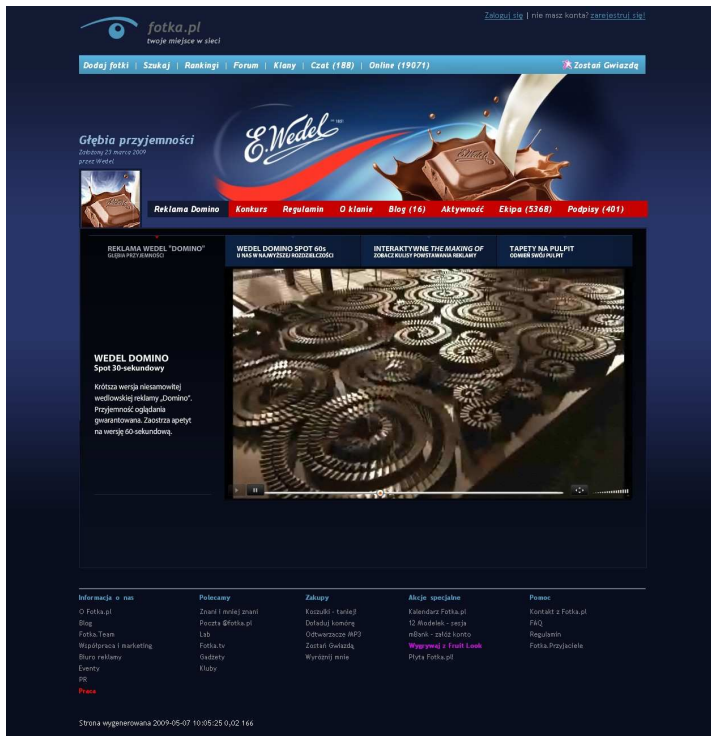 Zaloguj się | nie masz konta? zarejestruj się!
fotka.pl
twoje miejsce w sieci
Dodaj fotki | Szukaj | Rankingi | Forum | Klany | Czat (188) | Online (19071)
Zostań Gwiazdą
E.Wedel
Głębia przyjemności
Założony 23 marca 2009
przez Wedel
Reklama Domino Konkurs Regulamin O klanie Blog (16) Aktywność Ekipa (5368) Podpisy (401)
REKLAMA WEDEL "DOMINO" WEDEL DOMINO SPOT 60s INTERAKTYWNE THE MAKING OF TAPETY NA PULPIT
GŁĘBIA PRZYJEMNOŚCI U NAS W NAJWYŻSZEJ ROZDZIELCZOŚCI ZOBACZ KULISY POWSTAWANIA REKLAMY ODMIEŃ SWÓJ PULPIT
WEDEL DOMINO
Spot 30-sekundowy
Krótsza wersja niesamowitej
wedlowskiej reklamy „Domino”.
Przyjemność oglądania
gwarantowana. Zaostrza apetyt
na wersję 60-sekundową.
Informacja o nas
O Fotka.pl
Blog
Fotka.Team
Współpraca i marketing
Biuro reklamy
Eventy
PR
Praca
Polecamy
Znani i mniej znani
Poczta @fotka.pl
Lab
Fotka.tv
Gadżety
Kluby
Zakupy
Koszulki - taniej!
Doładuj komórę
Odtwarzacze MP3
Zostań Gwiazdą
Wyróżnij mnie
Akcje specjalne
Kalendarz Fotka.pl
12 Modelek - sesja
mBank - załóż konto
Wygrywaj z Fruit Look
Płyta Fotka.pl!
Pomoc
Kontakt z Fotka.pl
FAQ
Regulamin
Fotka.Przyjaciele
Strona wygenerowana 2009-05-07 10:05:25 0,02 166